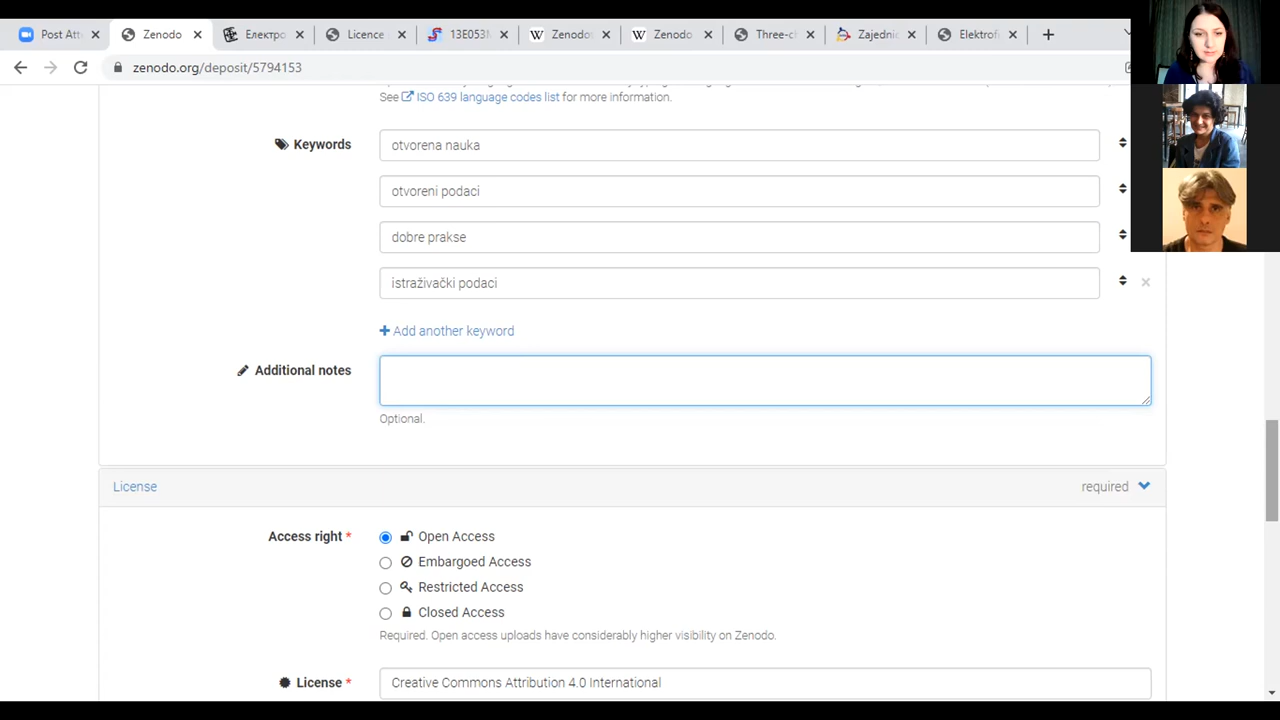 Post Att
Zenodo
Електро
Licence
13E053
Zenodo
Zenodo
Three-cl
Zajednic
Elektrofi
zenodo.org/deposit/5794153
See ISO 639 language codes list for more information.
Keywords
otvorena nauka
otvoreni podaci
dobre prakse
istraživački podaci
Add another keyword
Additional notes
Optional.
License
required
Access right *
Open Access
Embargoed Access
Restricted Access
Closed Access
Required. Open access uploads have considerably higher visibility on Zenodo.
License *
Creative Commons Attribution 4.0 International